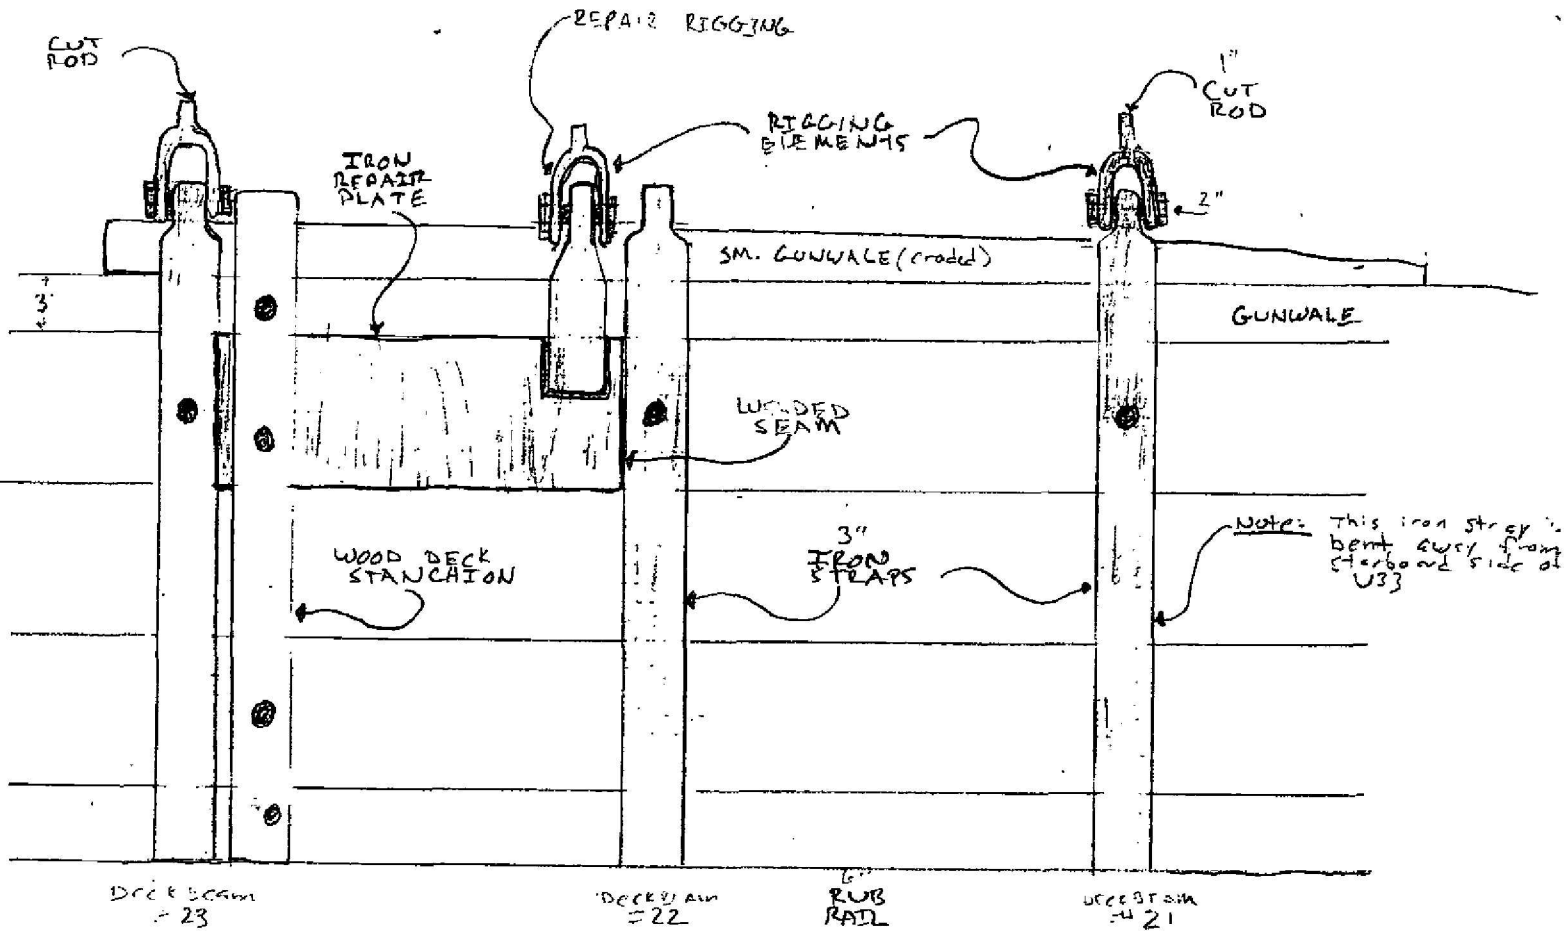 CUT
ROD
REPAIR RIGGING
1"
CUT
ROD
RIGGING
ELEMENTS
IRON
REPAIR
PLATE
2"
SM. GUNWALE (eroded)
3"
GUNWALE
WELDED
SEAM
WOOD DECK
STANCHION
3"
IRON
STRAPS
Note: This iron strap is
bent away from
starboard side of
U33
Deck Beam
#23
Deck Beam
#22
6"
RUB
RAIL
Deck Beam
#21